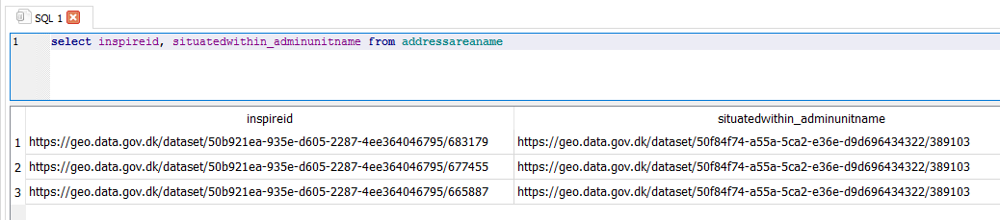 SQL 1
1 select inspireid, situatedwithin_adminunitname from addressareaname
inspireid situatedwithin_adminunitname
1 https://geo.data.gov.dk/dataset/50b921ea-935e-d605-2287-4ee364046795/683179 https://geo.data.gov.dk/dataset/50f84f74-a55a-5ca2-e36e-d9d696434322/389103
2 https://geo.data.gov.dk/dataset/50b921ea-935e-d605-2287-4ee364046795/677455 https://geo.data.gov.dk/dataset/50f84f74-a55a-5ca2-e36e-d9d696434322/389103
3 https://geo.data.gov.dk/dataset/50b921ea-935e-d605-2287-4ee364046795/665887 https://geo.data.gov.dk/dataset/50f84f74-a55a-5ca2-e36e-d9d696434322/389103